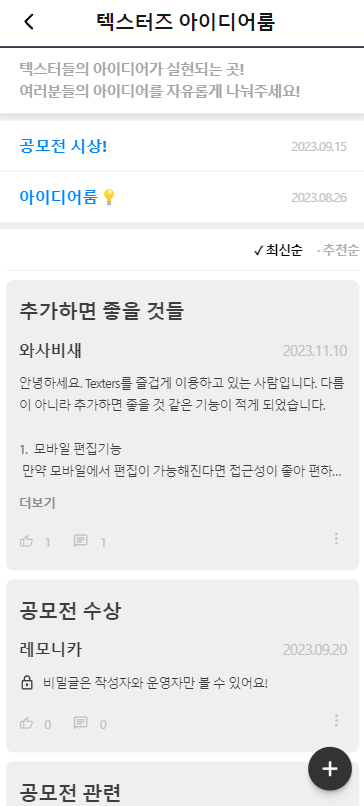 텍스터즈 아이디어룸
텍스터들의 아이디어가 실현되는 곳!
여러분들의 아이디어를 자유롭게 나눠주세요!
공모전 시상! 2023.09.15
아이디어룸💡 2023.08.26
✓최신순 · 추천순
추가하면 좋을 것들
와사비새 2023.11.10
안녕하세요. Texters를 즐겁게 이용하고 있는 사람입니다. 다름
이 아니라 추가하면 좋을 것 같은 기능이 적게 되었습니다.
1. 모바일 편집기능
만약 모바일에서 편집이 가능해진다면 접근성이 좋아 편하...
더보기
1 1
공모전 수상
레모니카 2023.09.20
비밀글은 작성자와 운영자만 볼 수 있어요!
0 0
공모전 관련